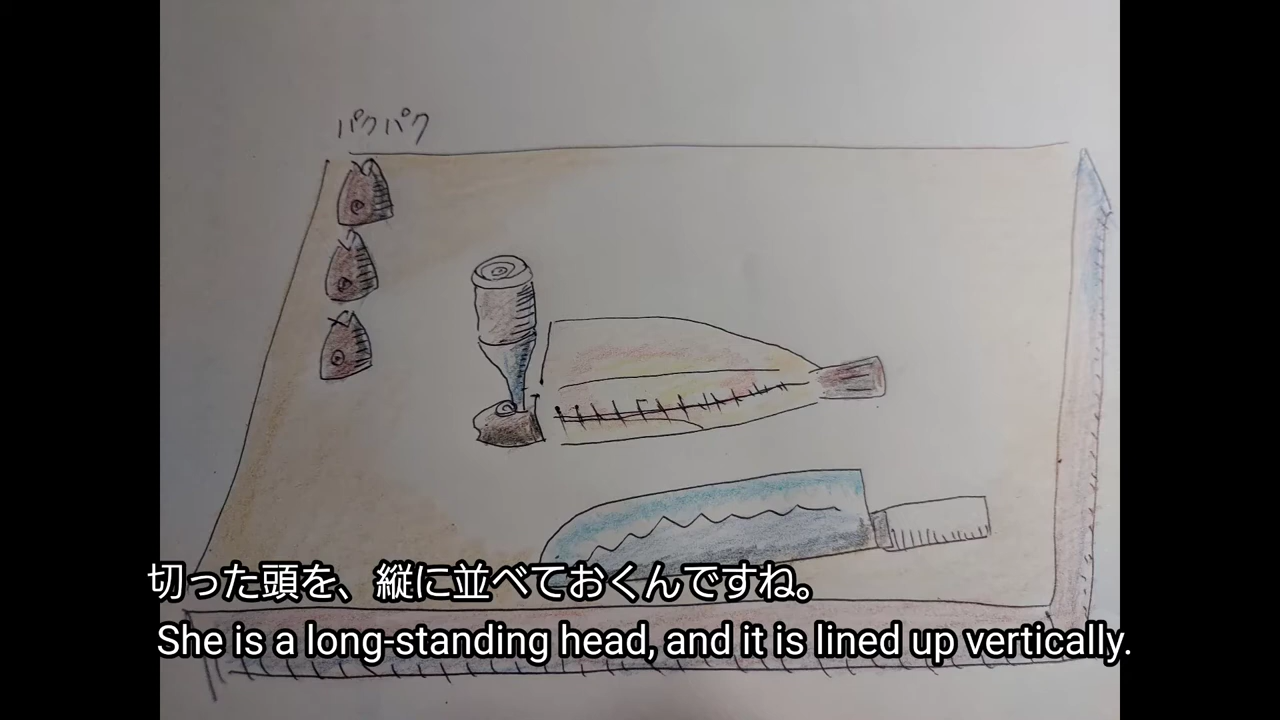 パクパク
切った頭を、縦に並べておくんですね。
She is a long-standing head, and it is lined up vertically.